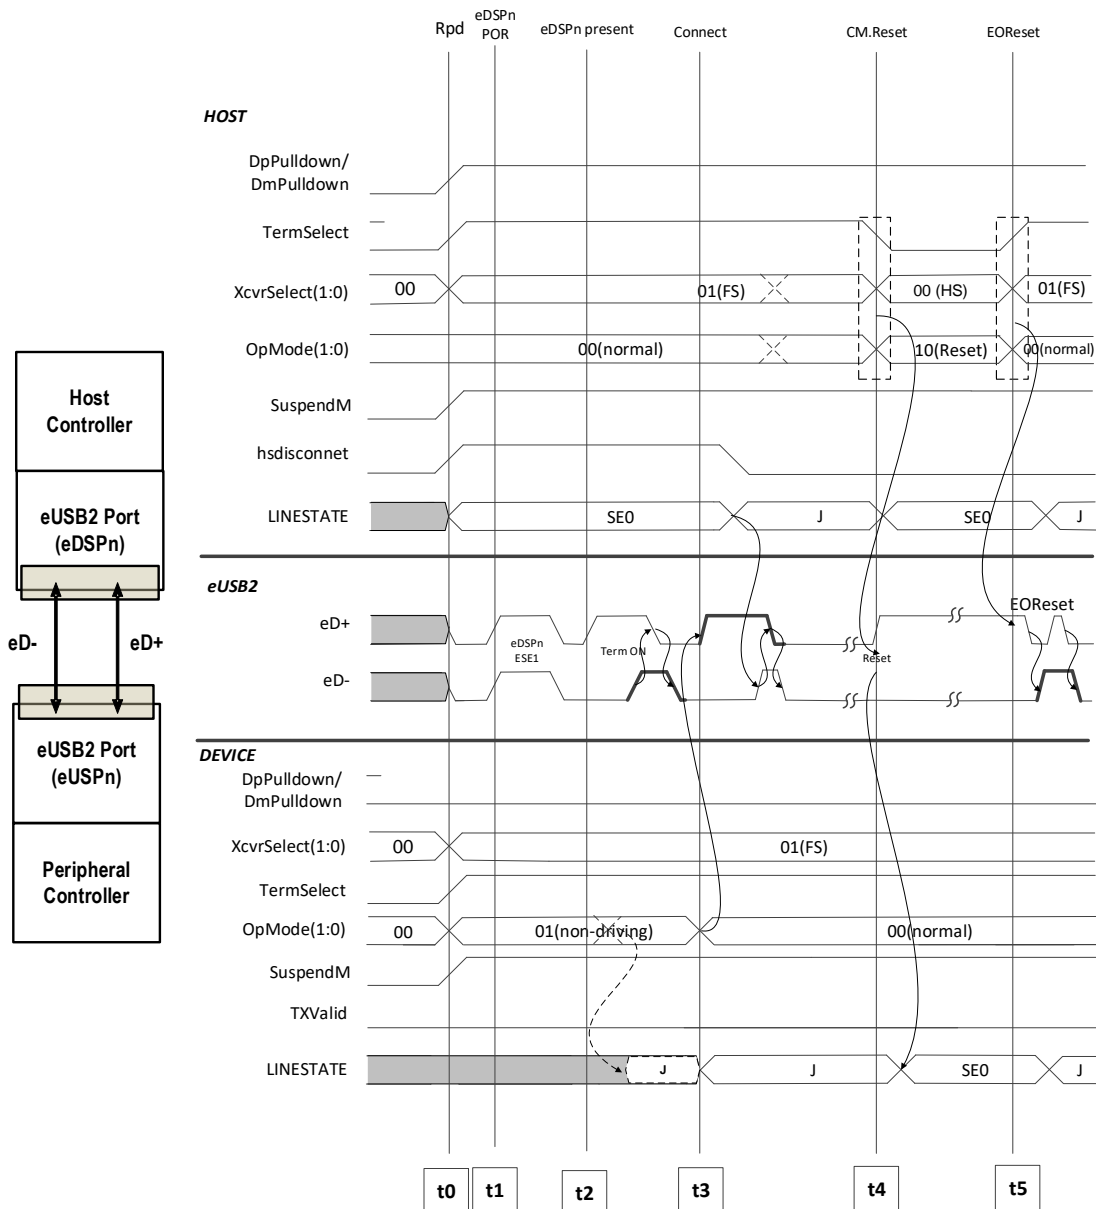 Rpd
eDSPn
POR
eDSPn present
Connect
CM.Reset
EOReset
HOST
DpPulldown/
DmPulldown
TermSelect
XcvrSelect(1:0)
00
01(FS)
00 (HS)
01(FS)
OpMode(1:0)
00(normal)
10(Reset)
00(normal)
SuspendM
hsdisconnet
LINESTATE
SE0
J
SE0
J
Host
Controller
eUSB2 Port
(eDSPn)
eD-
eD+
eUSB2 Port
(eUSPn)
Peripheral
Controller
eUSB2
eD+
eDSPn
ESE1
Term ON
Reset
EOReset
eD-
DEVICE
DpPulldown/
DmPulldown
XcvrSelect(1:0)
00
01(FS)
TermSelect
OpMode(1:0)
00
01(non-driving)
00(normal)
SuspendM
TXValid
LINESTATE
J
J
SE0
J
t0
t1
t2
t3
t4
t5